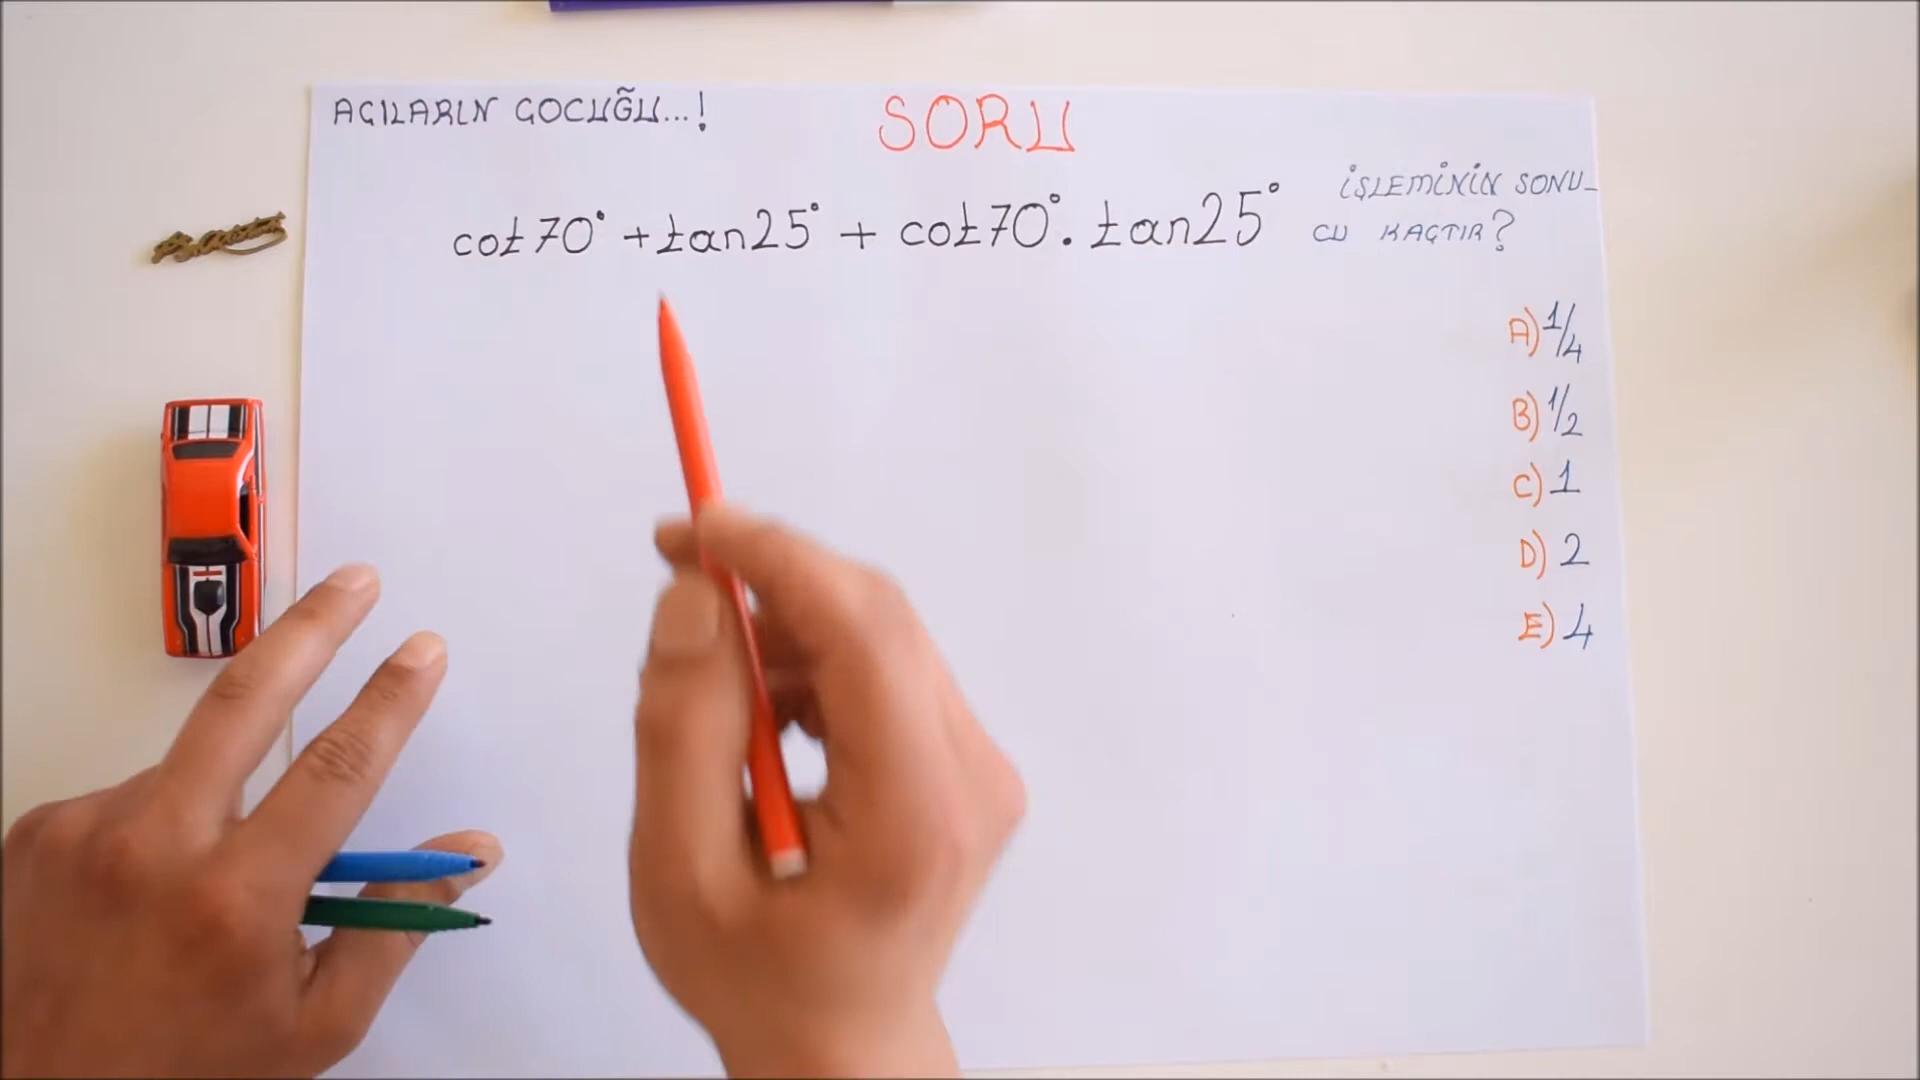 AÇILARIN ÇOCUĞU...!
SORU
cot70° + tan25° + cot70° . tan25°
İŞLEMİNİN SONU-
CU KAÇTIR?
A) 1/4
B) 1/2
C) 1
D) 2
E) 4